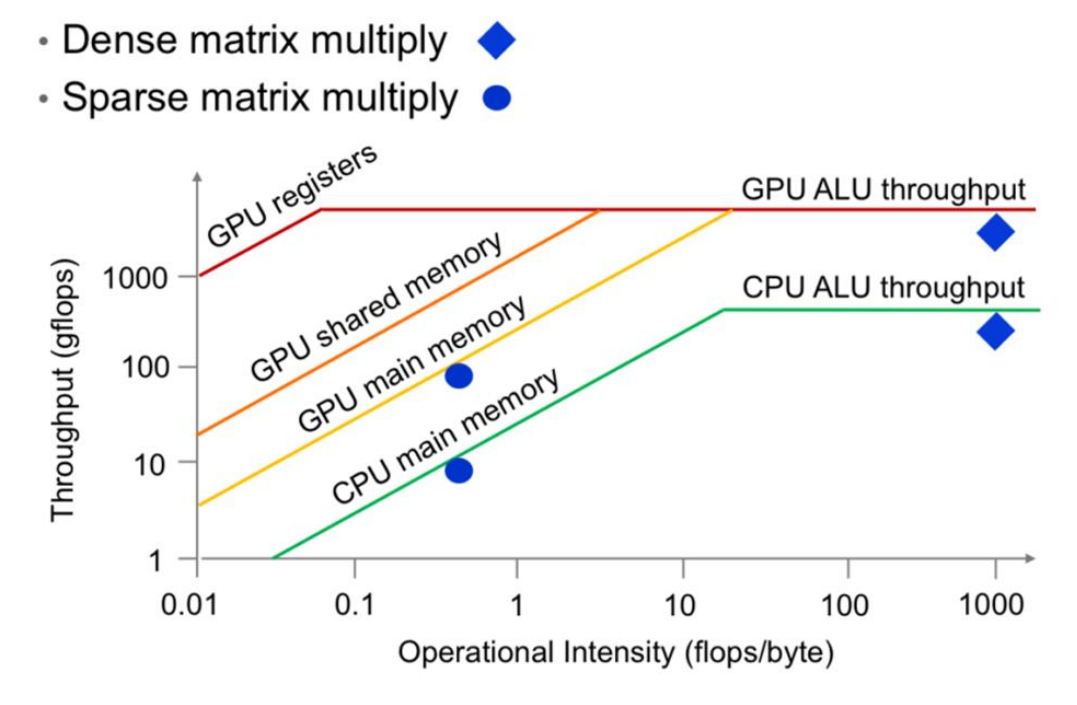 • Dense matrix multiply
• Sparse matrix multiply
GPU registers
GPU ALU throughput
GPU shared memory
CPU ALU throughput
GPU main memory
CPU main memory
Throughput (gflops)
1000
100
10
1
0.01 0.1 1 10 100 1000
Operational Intensity (flops/byte)